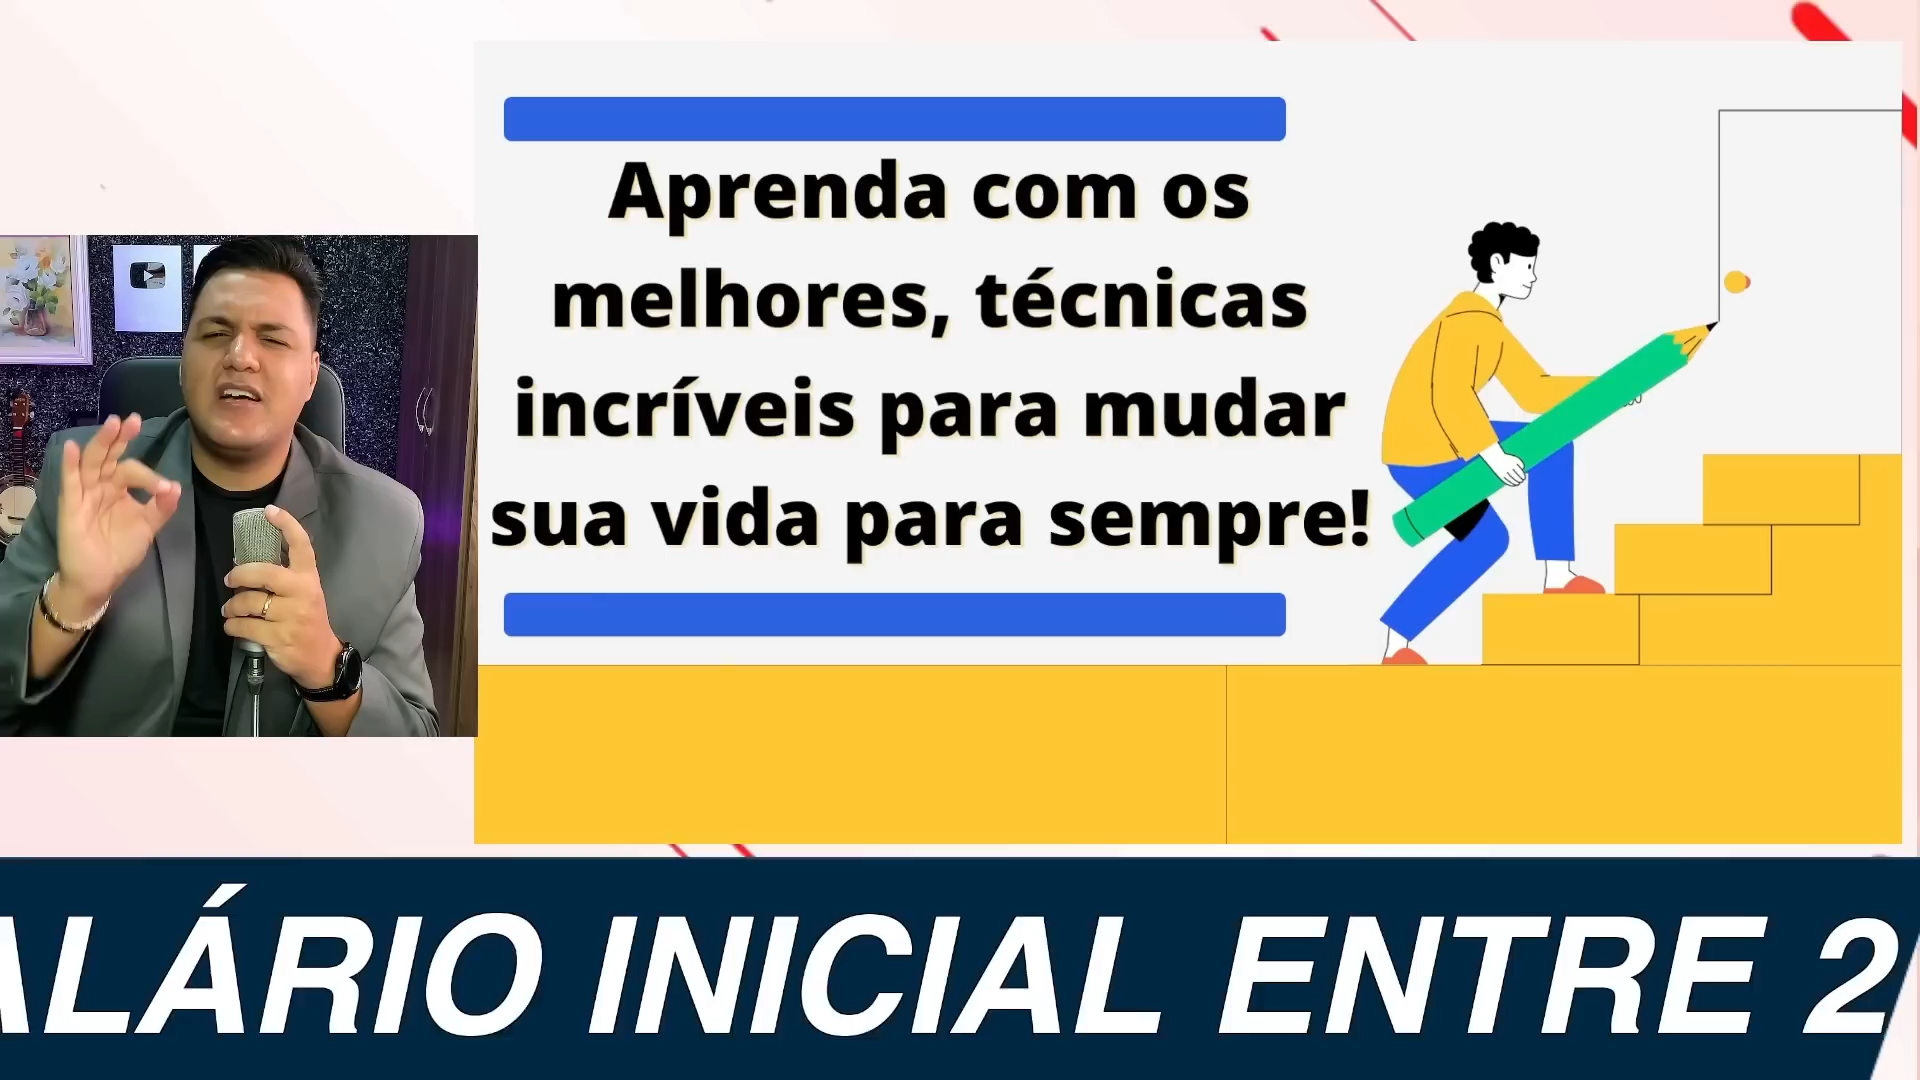 Aprenda com os
melhores, técnicas
incríveis para mudar
sua vida para sempre!
ALÁRIO INICIAL ENTRE 2